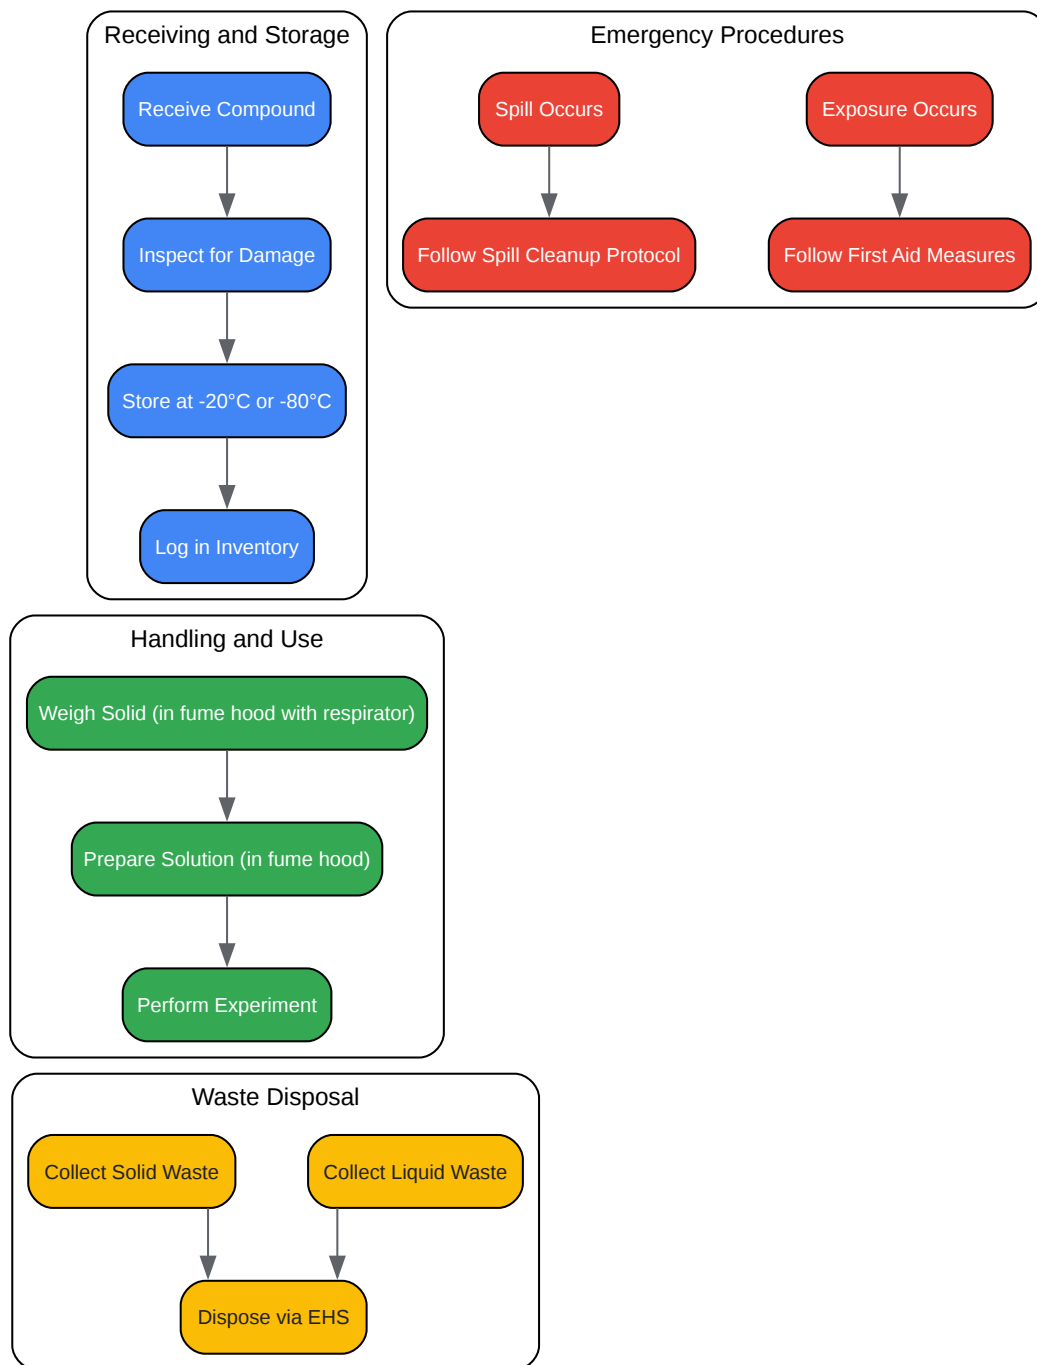 Receiving and Storage
Receive Compound
Inspect for Damage
Store at -20°C or -80°C
Log in Inventory
Emergency Procedures
Spill Occurs
Exposure Occurs
Follow Spill Cleanup Protocol
Follow First Aid Measures
Handling and Use
Weigh Solid (in fume hood with respirator)
Prepare Solution (in fume hood)
Perform Experiment
Waste Disposal
Collect Solid Waste
Collect Liquid Waste
Dispose via EHS